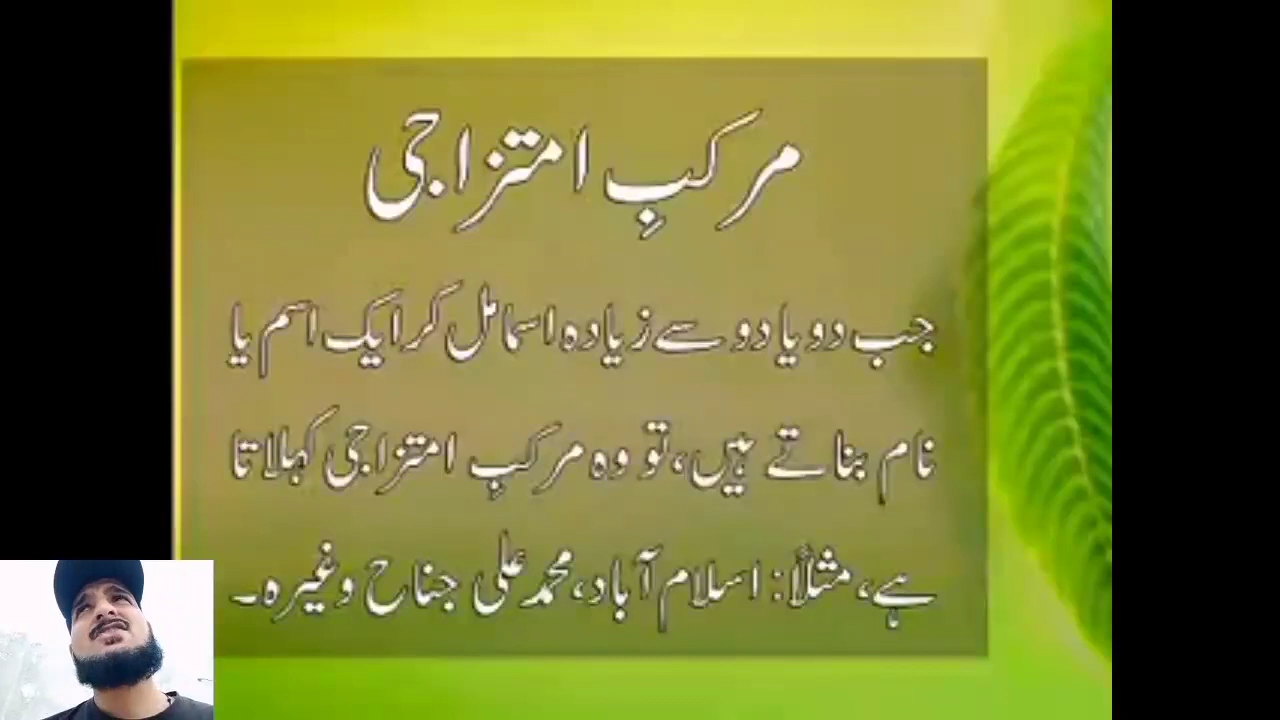 مرکبِ امتزاجی
جب دو یا دو سے زیادہ اسما مل کر ایک اسم یا
نام بناتے ہیں، تو وہ مرکبِ امتزاجی کہلاتا
ہے، مثلاً: اسلام آباد، محمد علی جناح وغیرہ۔